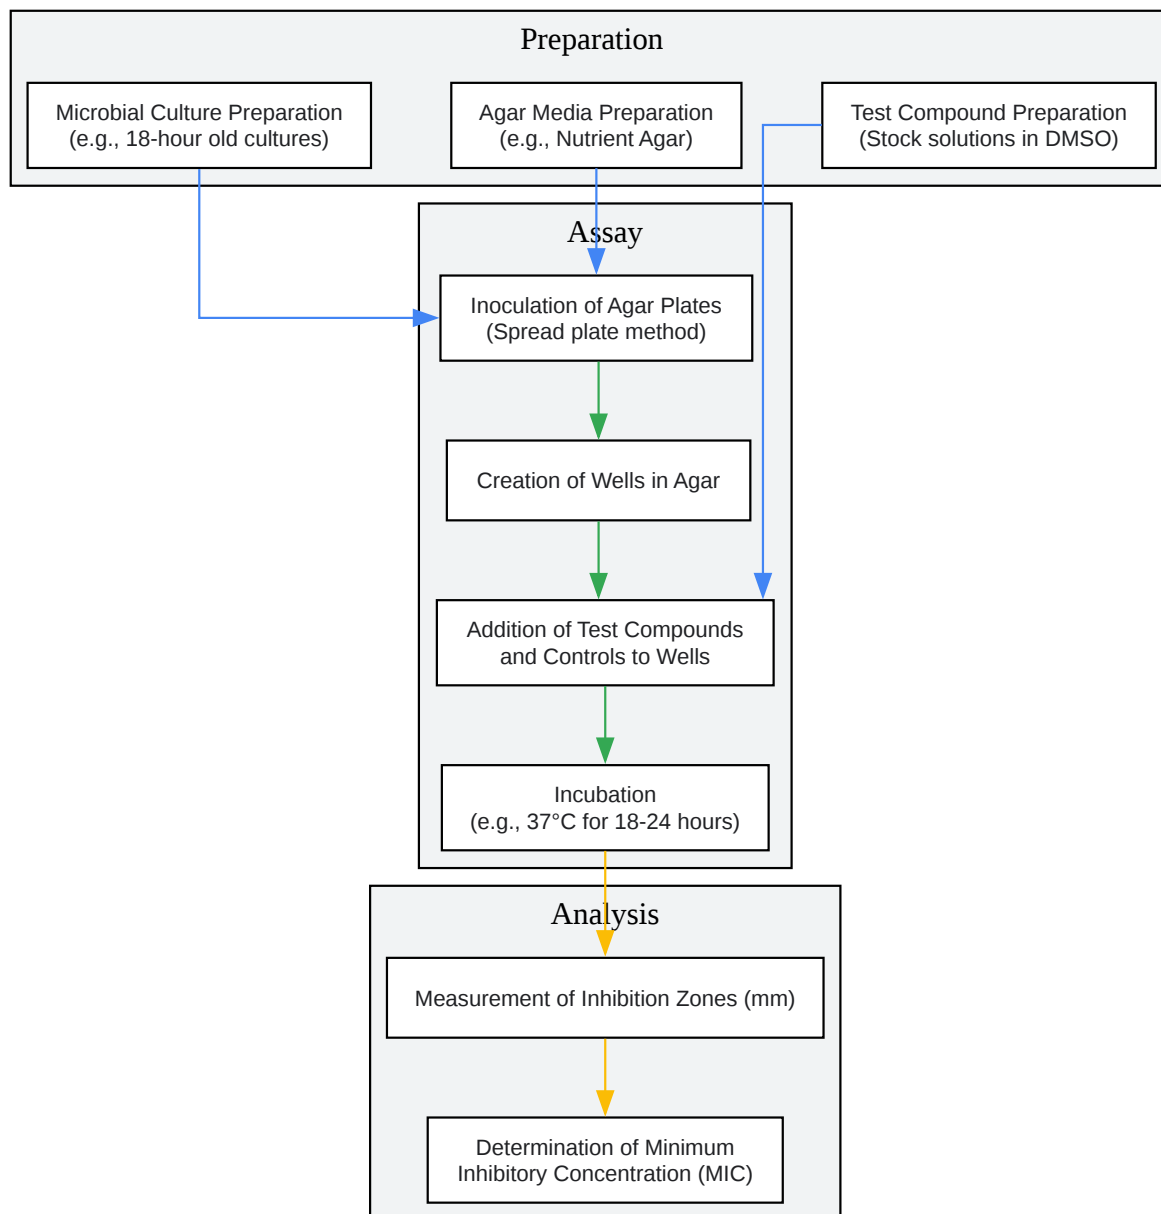 Preparation
Microbial Culture Preparation
(e.g., 18-hour old cultures)
Agar Media Preparation
(e.g., Nutrient Agar)
Test Compound Preparation
(Stock solutions in DMSO)
Assay
Inoculation of Agar Plates
(Spread plate method)
Creation of Wells in Agar
Addition of Test Compounds
and Controls to Wells
Incubation
(e.g., 37°C for 18-24 hours)
Analysis
Measurement of Inhibition Zones (mm)
Determination of Minimum
Inhibitory Concentration (MIC)